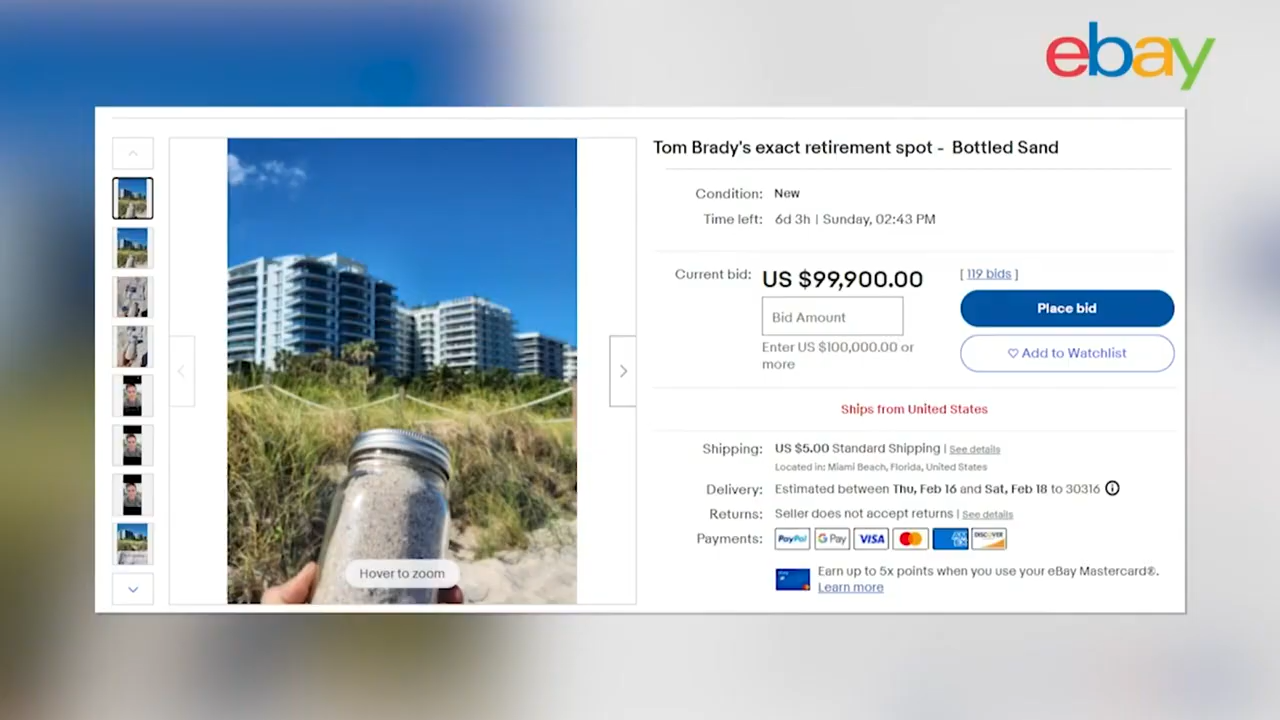 ebay
Tom Brady's exact retirement spot - Bottled Sand
Condition: New
Time left: 6d 3h | Sunday, 02:43 PM
Current bid: US $99,900.00 [ 119 bids ]
Place bid
Bid Amount
Enter US $100,000.00 or
more
Add to Watchlist
Ships from United States
Shipping: US $5.00 Standard Shipping | See details
Located in: Miami Beach, Florida, United States
Delivery: Estimated between Thu, Feb 16 and Sat, Feb 18 to 30316
Returns: Seller does not accept returns | See details
Payments: PayPal G Pay VISA DISCOVER
Earn up to 5x points when you use your eBay Mastercard®.
Learn more
Hover to zoom